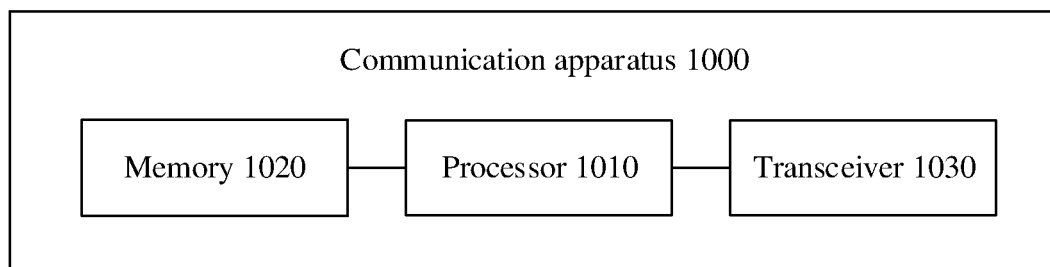 Communication apparatus 1000
Memory 1020
Processor 1010
Transceiver 1030